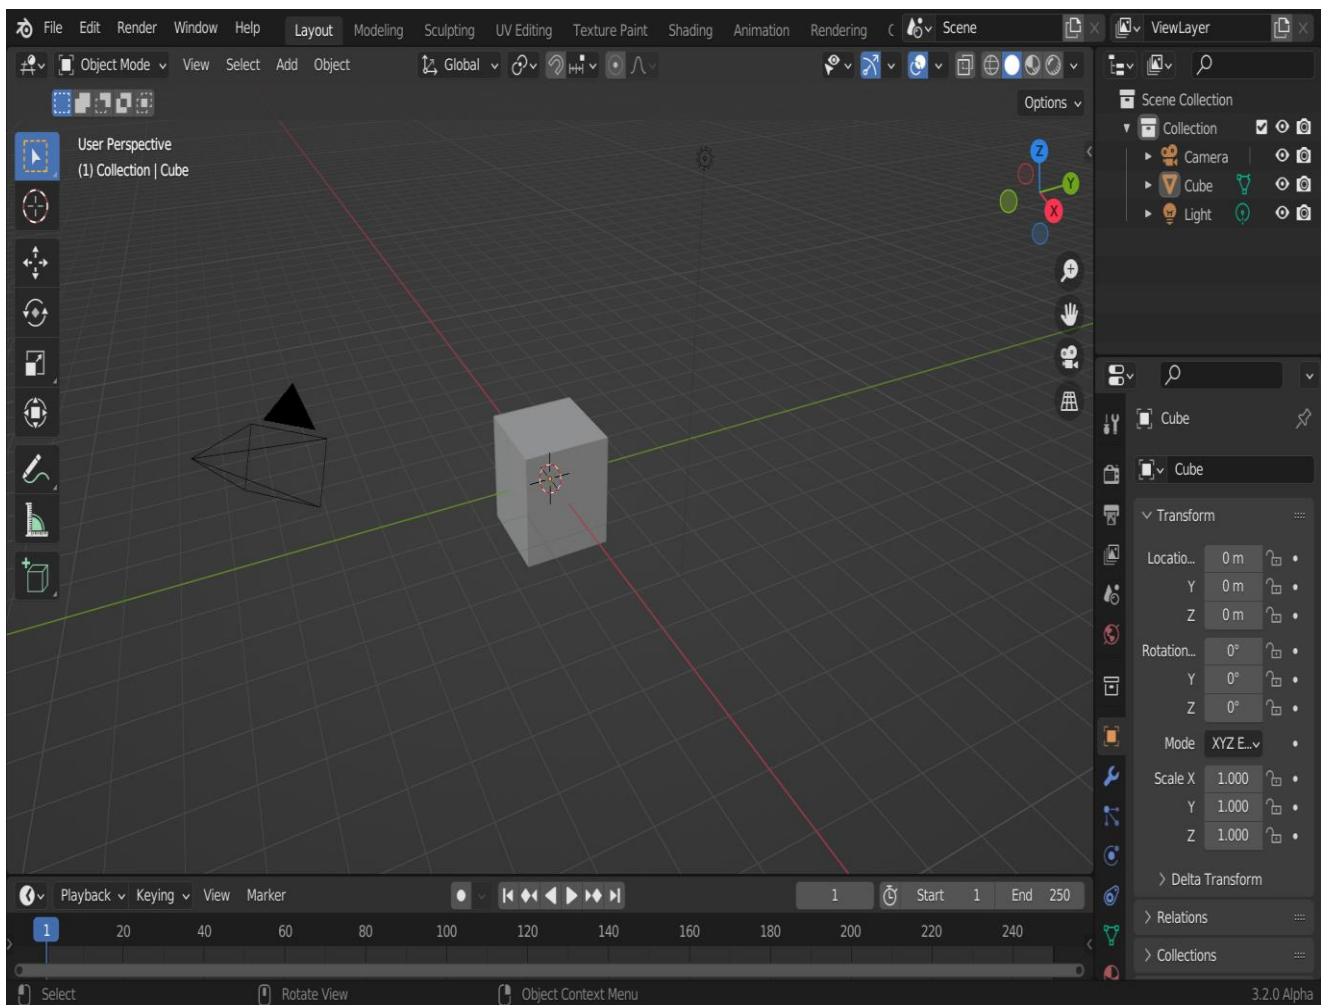 File Edit Render Window Help Layout Modeling Sculpting UV Editing Texture Paint Shading Animation Rendering Scene ViewLayer
Object Mode View Select Add Object Global
Options
User Perspective
(1) Collection | Cube
Z
Y
X
Scene Collection
Collection
Camera
Cube
Light
Cube
Cube
Transform
Locatio... 0 m
Y 0 m
Z 0 m
Rotation... 0°
Y 0°
Z 0°
Mode XYZ E...
Scale X 1.000
Y 1.000
Z 1.000
Delta Transform
Relations
Collections
Playback Keying View Marker 1 Start 1 End 250
1 20 40 60 80 100 120 140 160 180 200 220 240
Select Rotate View Object Context Menu 3.2.0 Alpha